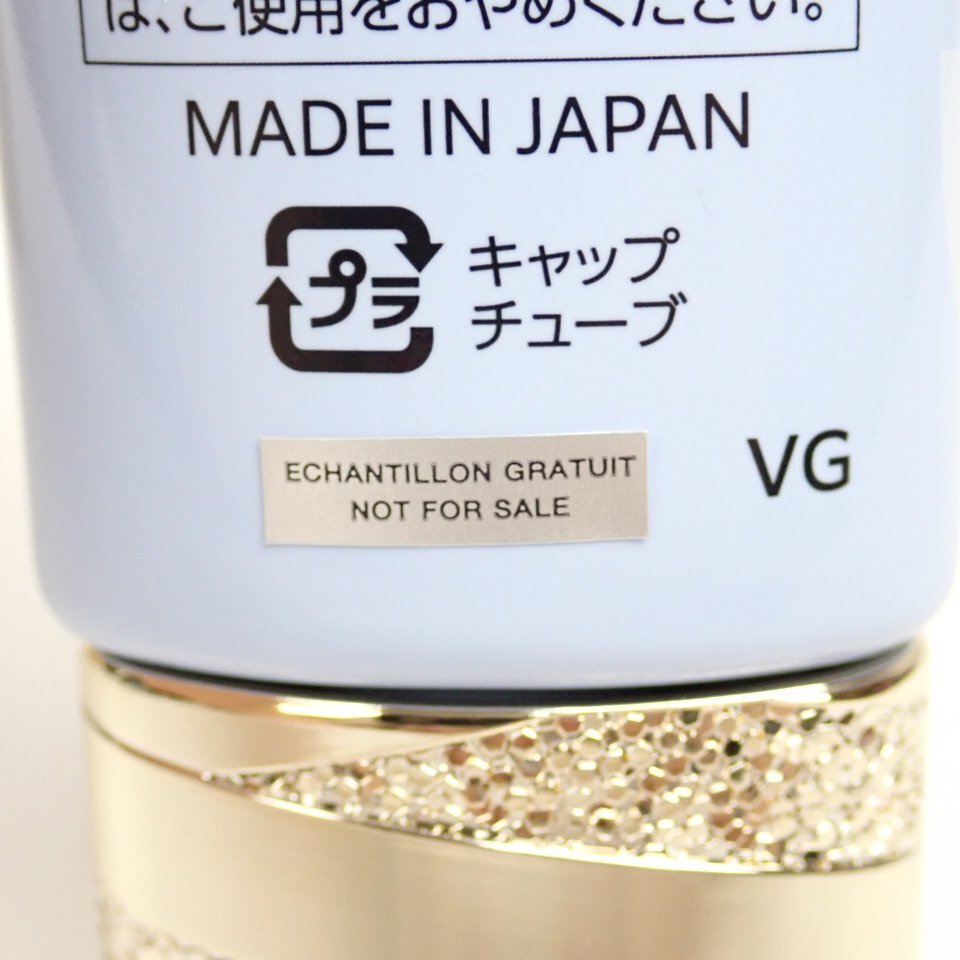 は、ご使用をおやめください。
MADE IN JAPAN
プラ
キャップ
チューブ
ECHANTILLON GRATUIT
NOT FOR SALE
VG